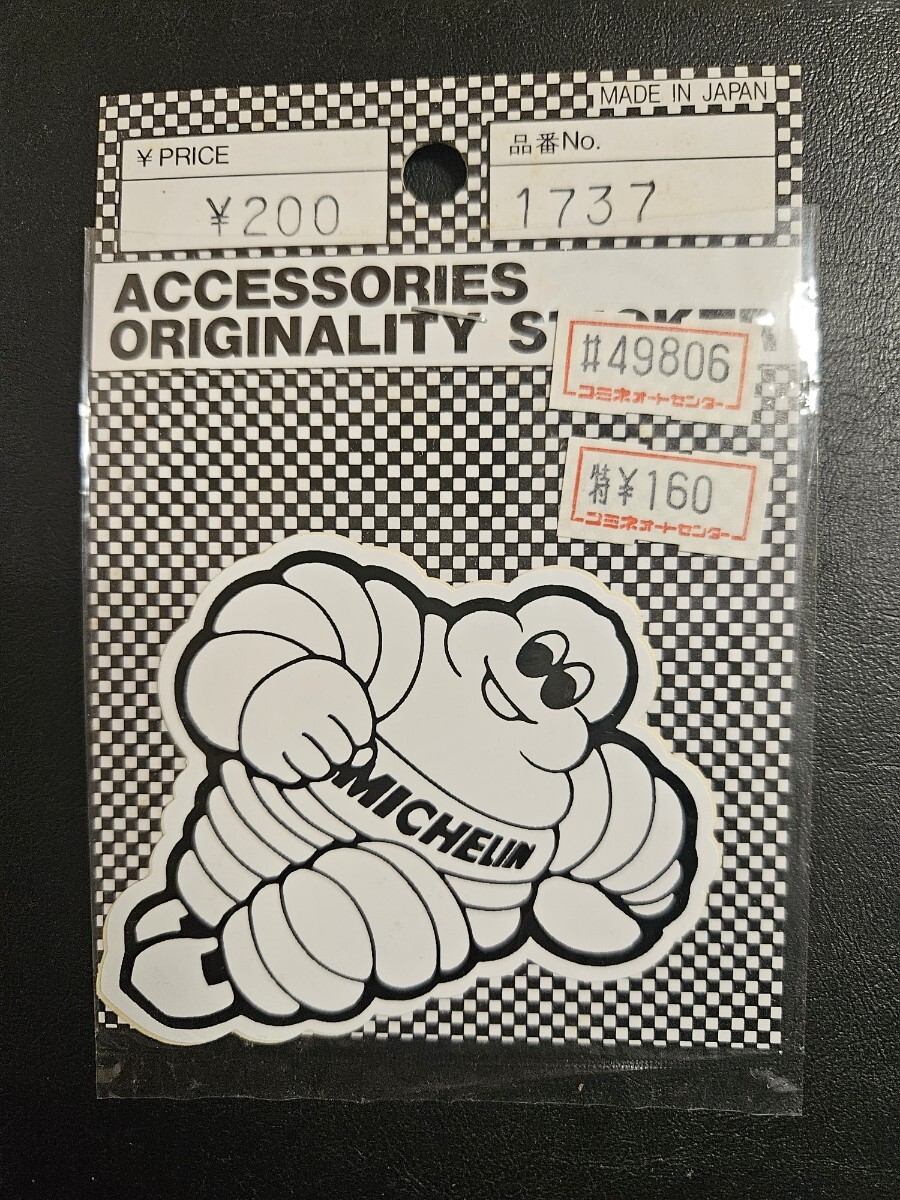 MADE IN JAPAN
¥ PRICE
¥200
品番No.
1737
ACCESSORIES
ORIGINALITY
#49806
コミネオートセンター
特¥160
コミネオートセンター
MICHELIN